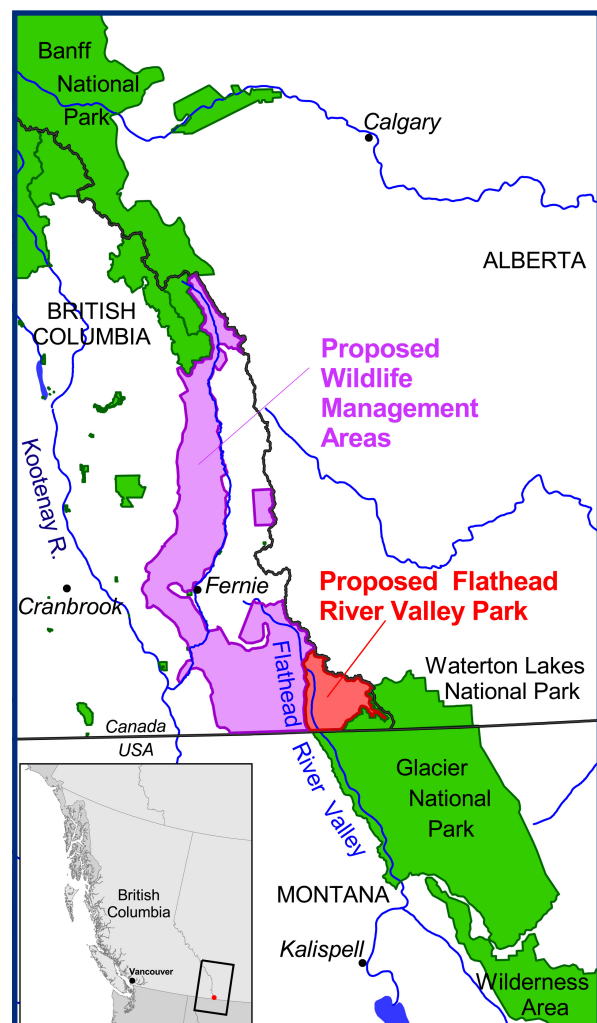 Banff
National
Park
Calgary
ALBERTA
BRITISH
COLUMBIA
Proposed
Wildlife
Management
Areas
Kootenay R.
Fernie
Cranbrook
Proposed Flathead
River Valley Park
Flathead
River Valley
Waterton Lakes
National Park
Canada
USA
Glacier
National
Park
MONTANA
Kalispell
Wilderness
Area
British
Columbia
Vancouver